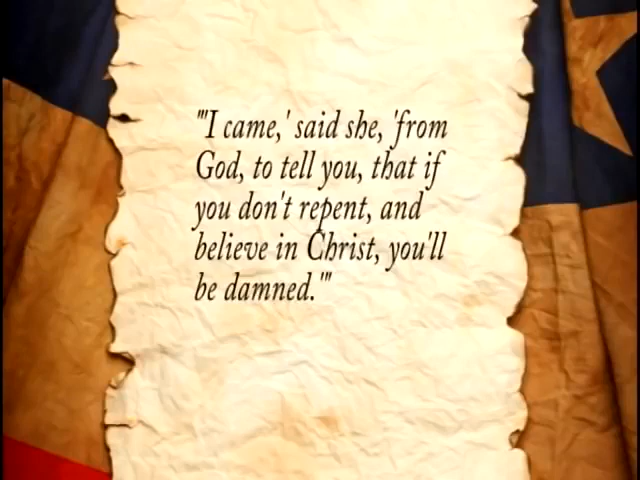 "'I came,' said she, 'from
God, to tell you, that if
you don't repent, and
believe in Christ, you'll
be damned.'"